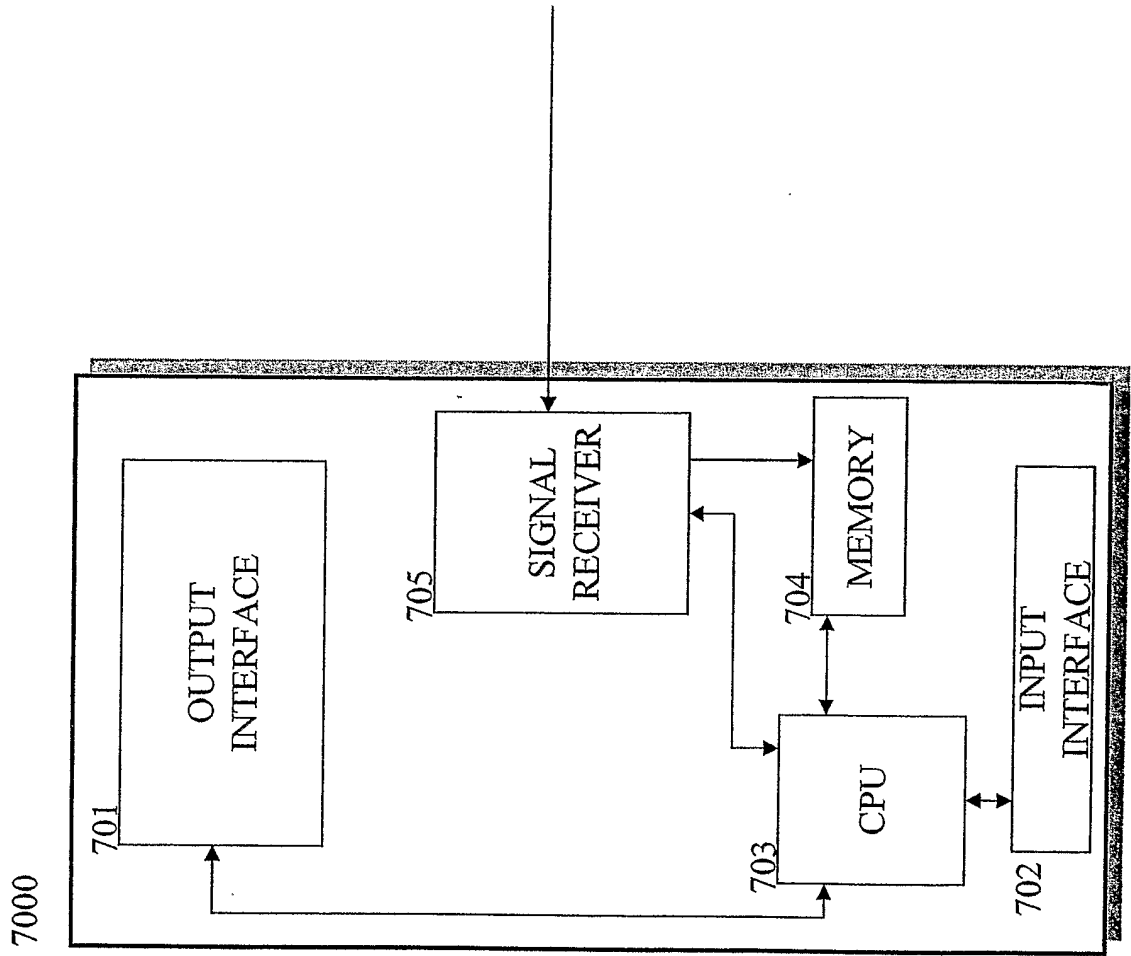 7000
701
OUTPUT
INTERFACE
705
SIGNAL
RECEIVER
703
CPU
704
MEMORY
702
INPUT
INTERFACE